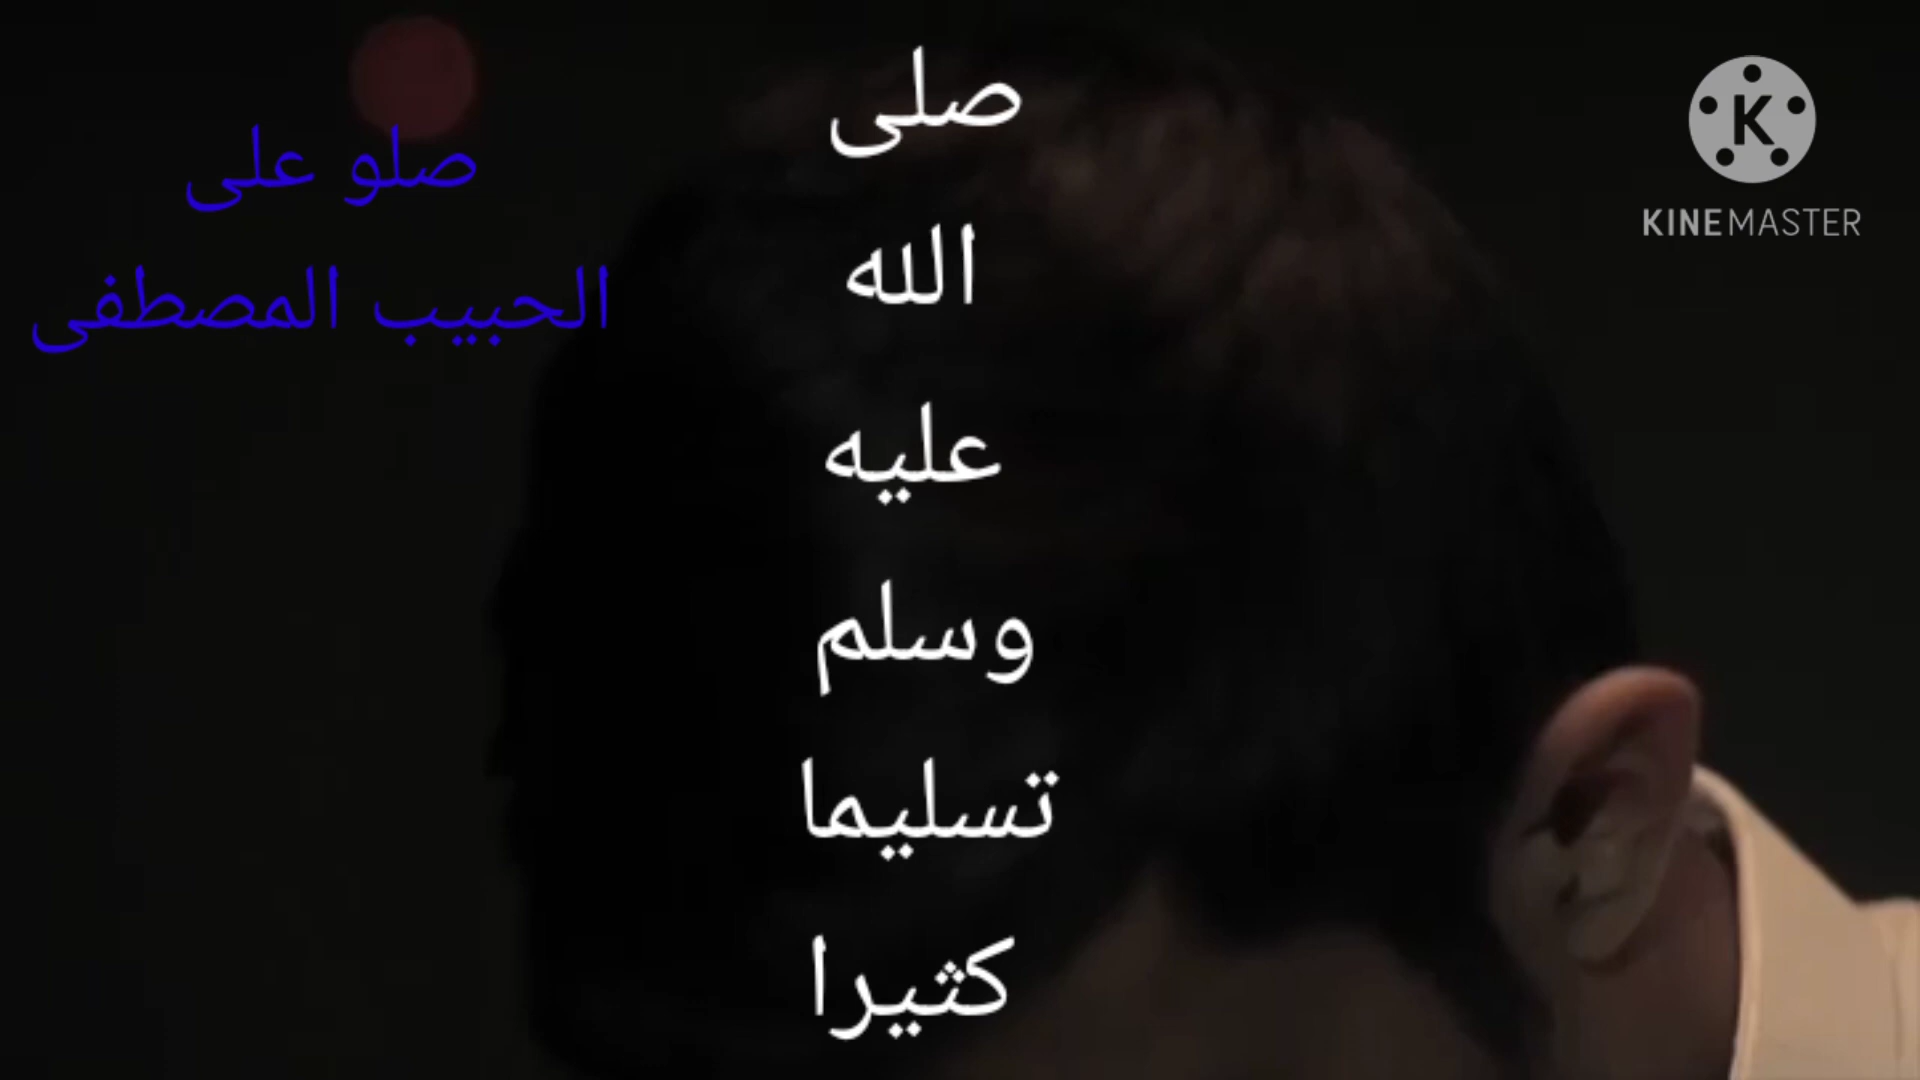 صلو على
الحبيب المصطفى
صلى
الله
عليه
وسلم
تسليما
كثيرا
K
KINEMASTER